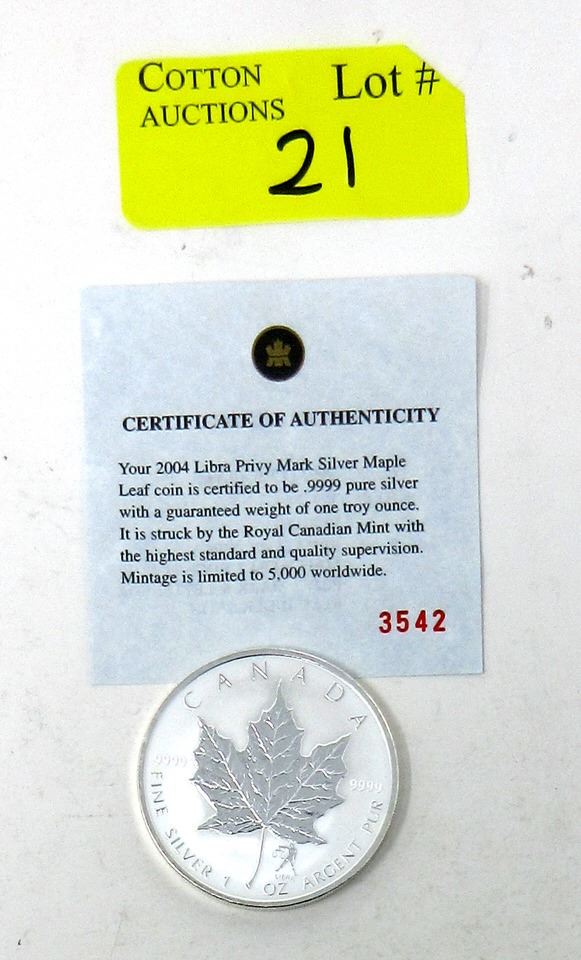 COTTON Lot #
AUCTIONS
21
CERTIFICATE OF AUTHENTICITY
Your 2004 Libra Privy Mark Silver Maple
Leaf coin is certified to be .9999 pure silver
with a guaranteed weight of one troy ounce.
It is struck by the Royal Canadian Mint with
the highest standard and quality supervision.
Mintage is limited to 5,000 worldwide.
3542
CANADA
9999
9999
FINE SILVER 1 OZ ARGENT PUR
LIBRA